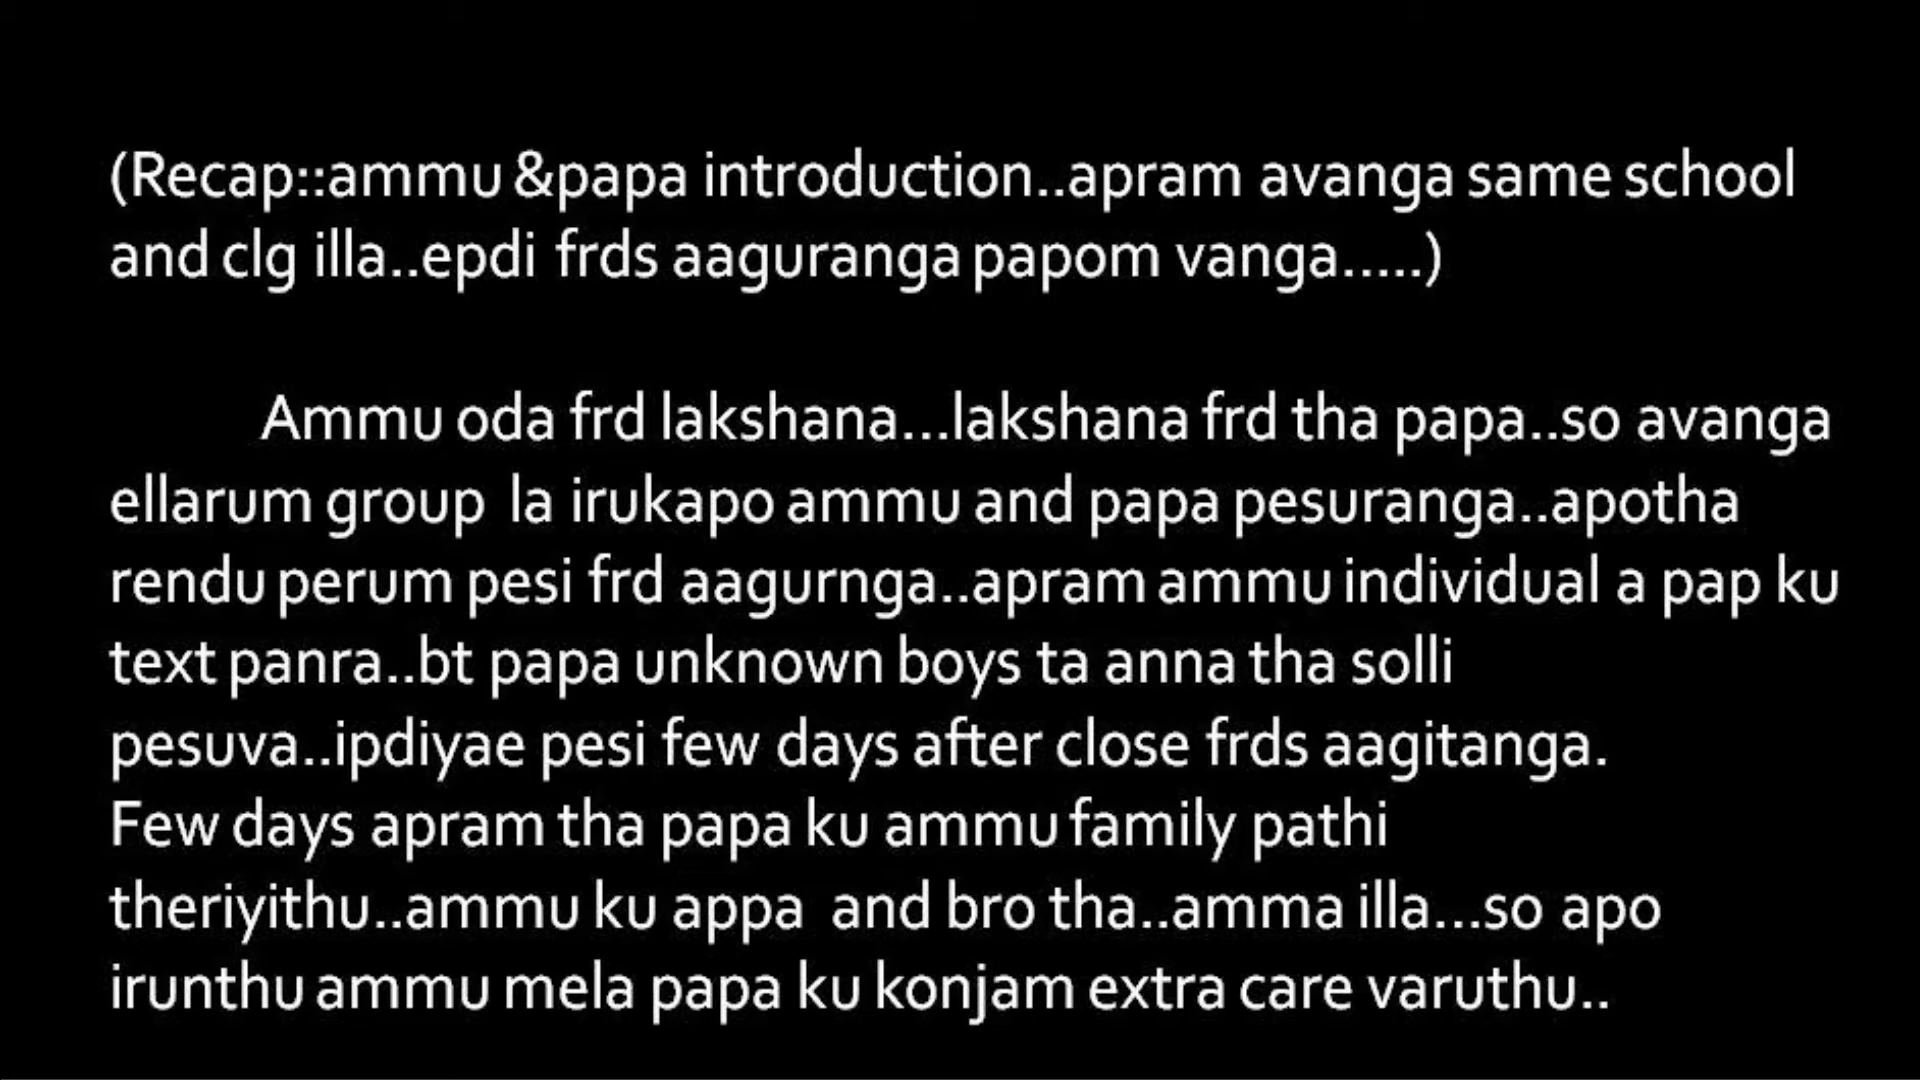 (Recap::ammu &papa introduction..apram avanga same school
and clg illa..epdi frds aaguranga papom vanga.....)
Ammu oda frd lakshana...lakshana frd tha papa..so avanga
ellarum group la irukapo ammu and papa pesuranga..apotha
rendu perum pesi frd aagurnga..apram ammu individual a pap ku
text panra..bt papa unknown boys ta anna tha solli
pesuva..ipdiyae pesi few days after close frds aagitanga.
Few days apram tha papa ku ammu family pathi
theriyithu..ammu ku appa and bro tha..amma illa...so apo
irunthu ammu mela papa ku konjam extra care varuthu..